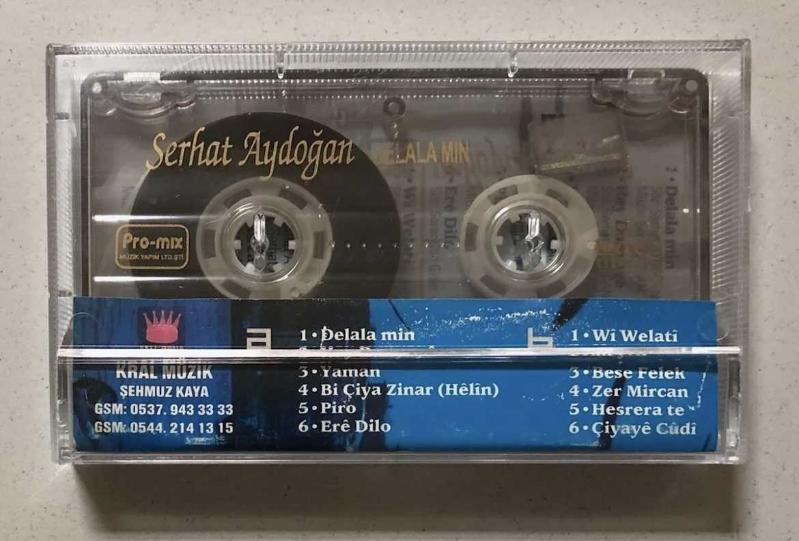 Serhat Aydoğan
DELALA MIN
Pro-mix
MÜZİK YAPIM LTD.ŞTİ.
KRAL MÜZİK
ŞEHMUZ KAYA
GSM: 0537. 943 33 33
GSM: 0544. 214 13 15
a
1 • Delala min
3 • Yaman
4 • Bi Çiya Zinar (Hêlîn)
5 • Piro
6 • Erê Dilo
b
1 • Wî Welatî
3 • Bese Felek
4 • Zer Mircan
5 • Hesrera te
6 • Çiyayê Cûdî